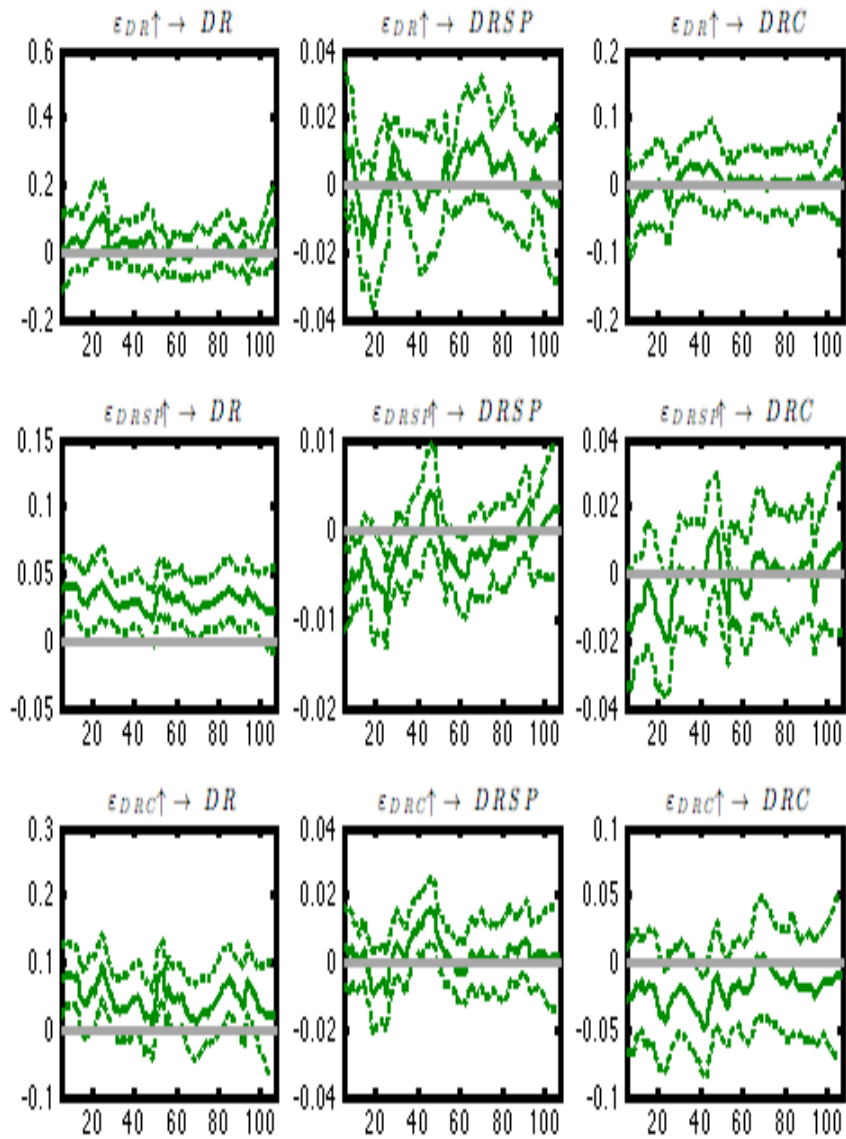 ε_DR↑ → DR ε_DR↑ → DRSP ε_DR↑ → DRC
0.6 0.04 0.2
0.4 0.02 0.1
0.2 0 0
0 -0.02 -0.1
-0.2 -0.04 -0.2
20 40 60 80 100 20 40 60 80 100 20 40 60 80 100
ε_DRSP↑ → DR ε_DRSP↑ → DRSP ε_DRSP↑ → DRC
0.15 0.01 0.04
0.1 0 0.02
0.05 -0.01 0
0 -0.02 -0.02
-0.05 -0.04
20 40 60 80 100 20 40 60 80 100 20 40 60 80 100
ε_DRC↑ → DR ε_DRC↑ → DRSP ε_DRC↑ → DRC
0.3 0.04 0.1
0.2 0.02 0.05
0.1 0 0
0 -0.02 -0.05
-0.1 -0.04 -0.1
20 40 60 80 100 20 40 60 80 100 20 40 60 80 100